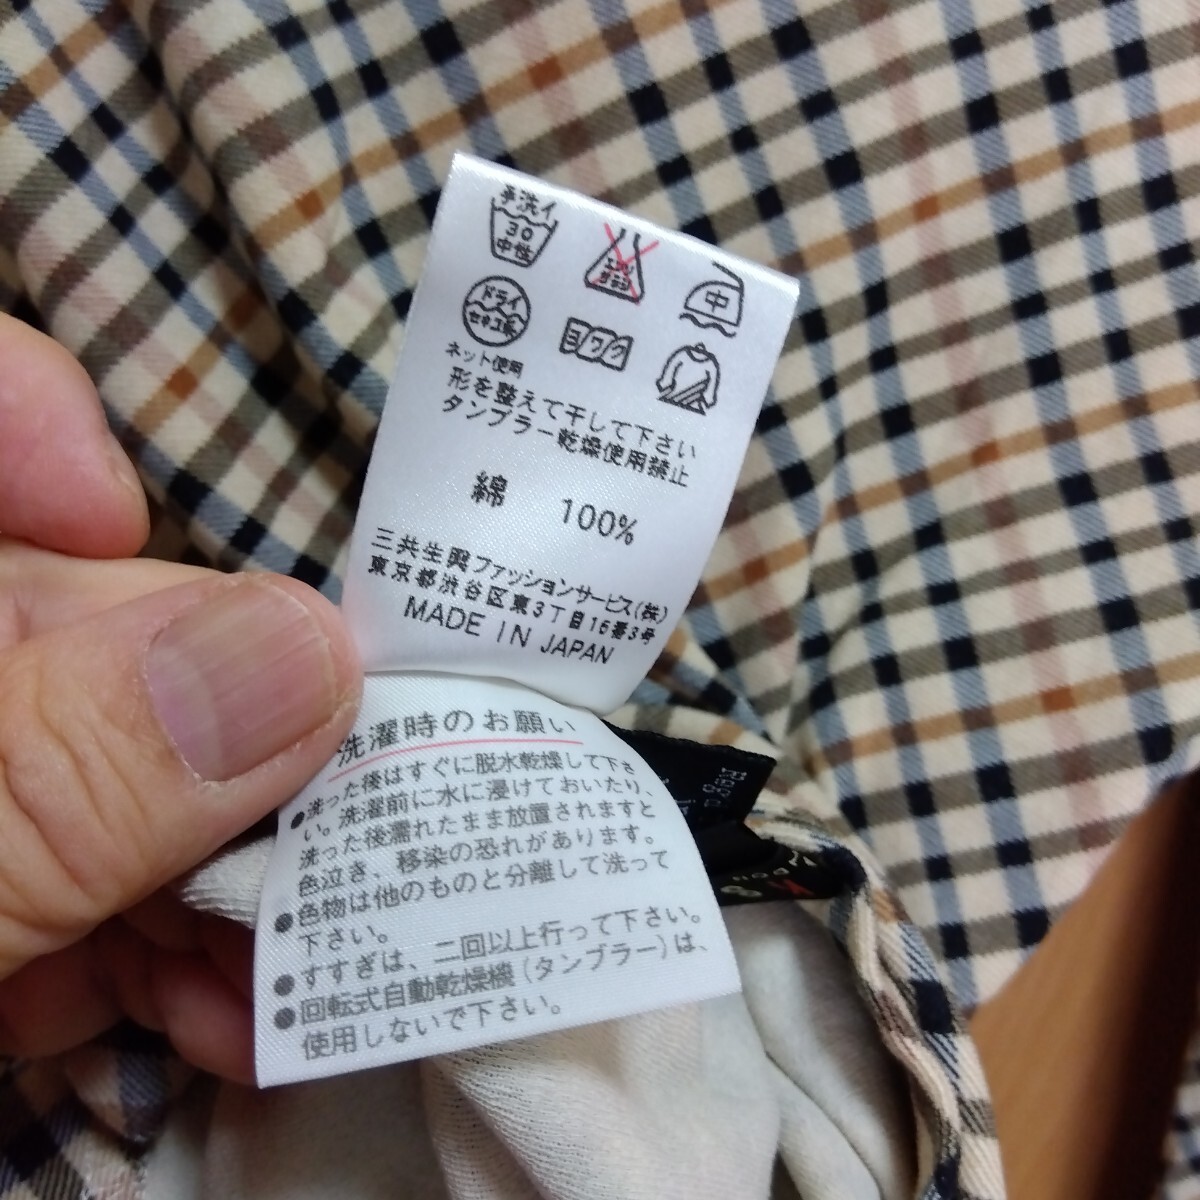 手洗イ
30
中性
エンソ
サラシ
中
ドライ
セキユ系
ヨワク
ネット使用
形を整えて干して下さい
タンブラー乾燥使用禁止
綿 100%
三共生興ファッションサービス(株)
東京都渋谷区東3丁目16番3号
MADE IN JAPAN
洗濯時のお願い
●洗った後はすぐに脱水乾燥して下さ
い。洗濯前に水に浸けておいたり、
洗った後濡れたまま放置されますと
色泣き、移染の恐れがあります。
●色物は他のものと分離して洗って
下さい。
●すすぎは、二回以上行って下さい。
●回転式自動乾燥機(タンブラー)は、
使用しないで下さい。